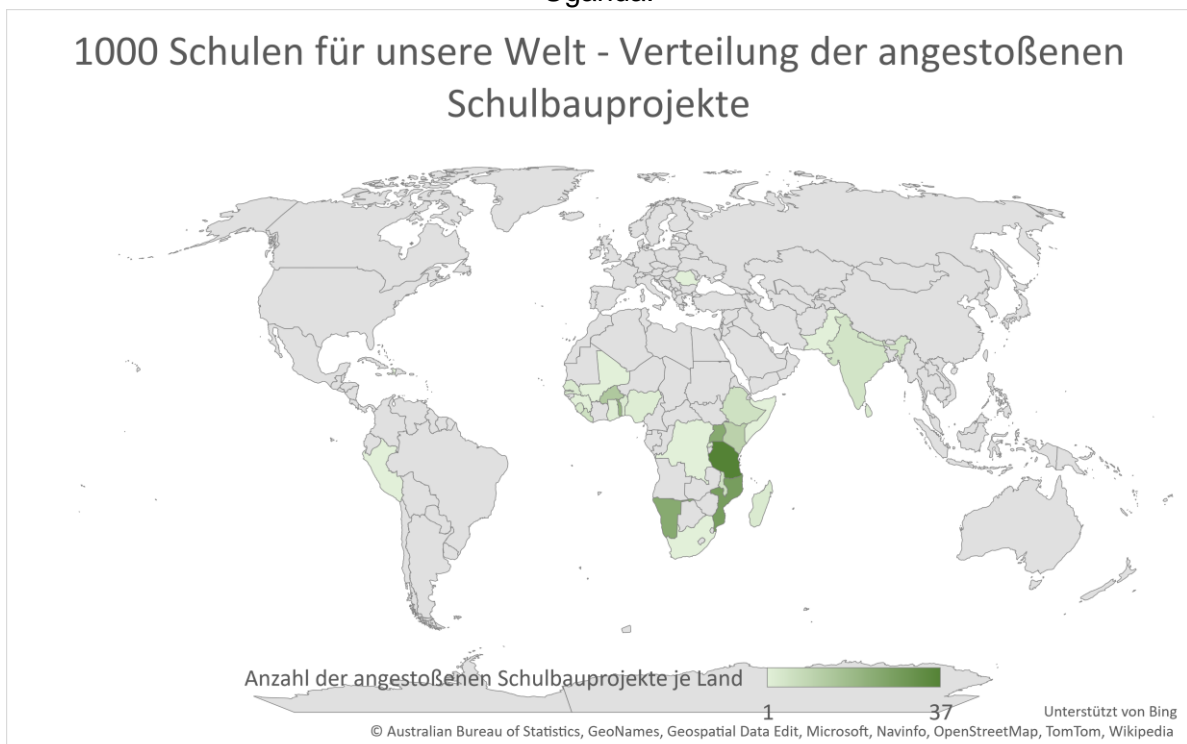 Uganda.
1000 Schulen für unsere Welt - Verteilung der angestoßenen
Schulbauprojekte
Anzahl der angestoßenen Schulbauprojekte je Land
1 37
Unterstützt von Bing
© Australian Bureau of Statistics, GeoNames, Geospatial Data Edit, Microsoft, Navinfo, OpenStreetMap, TomTom, Wikipedia